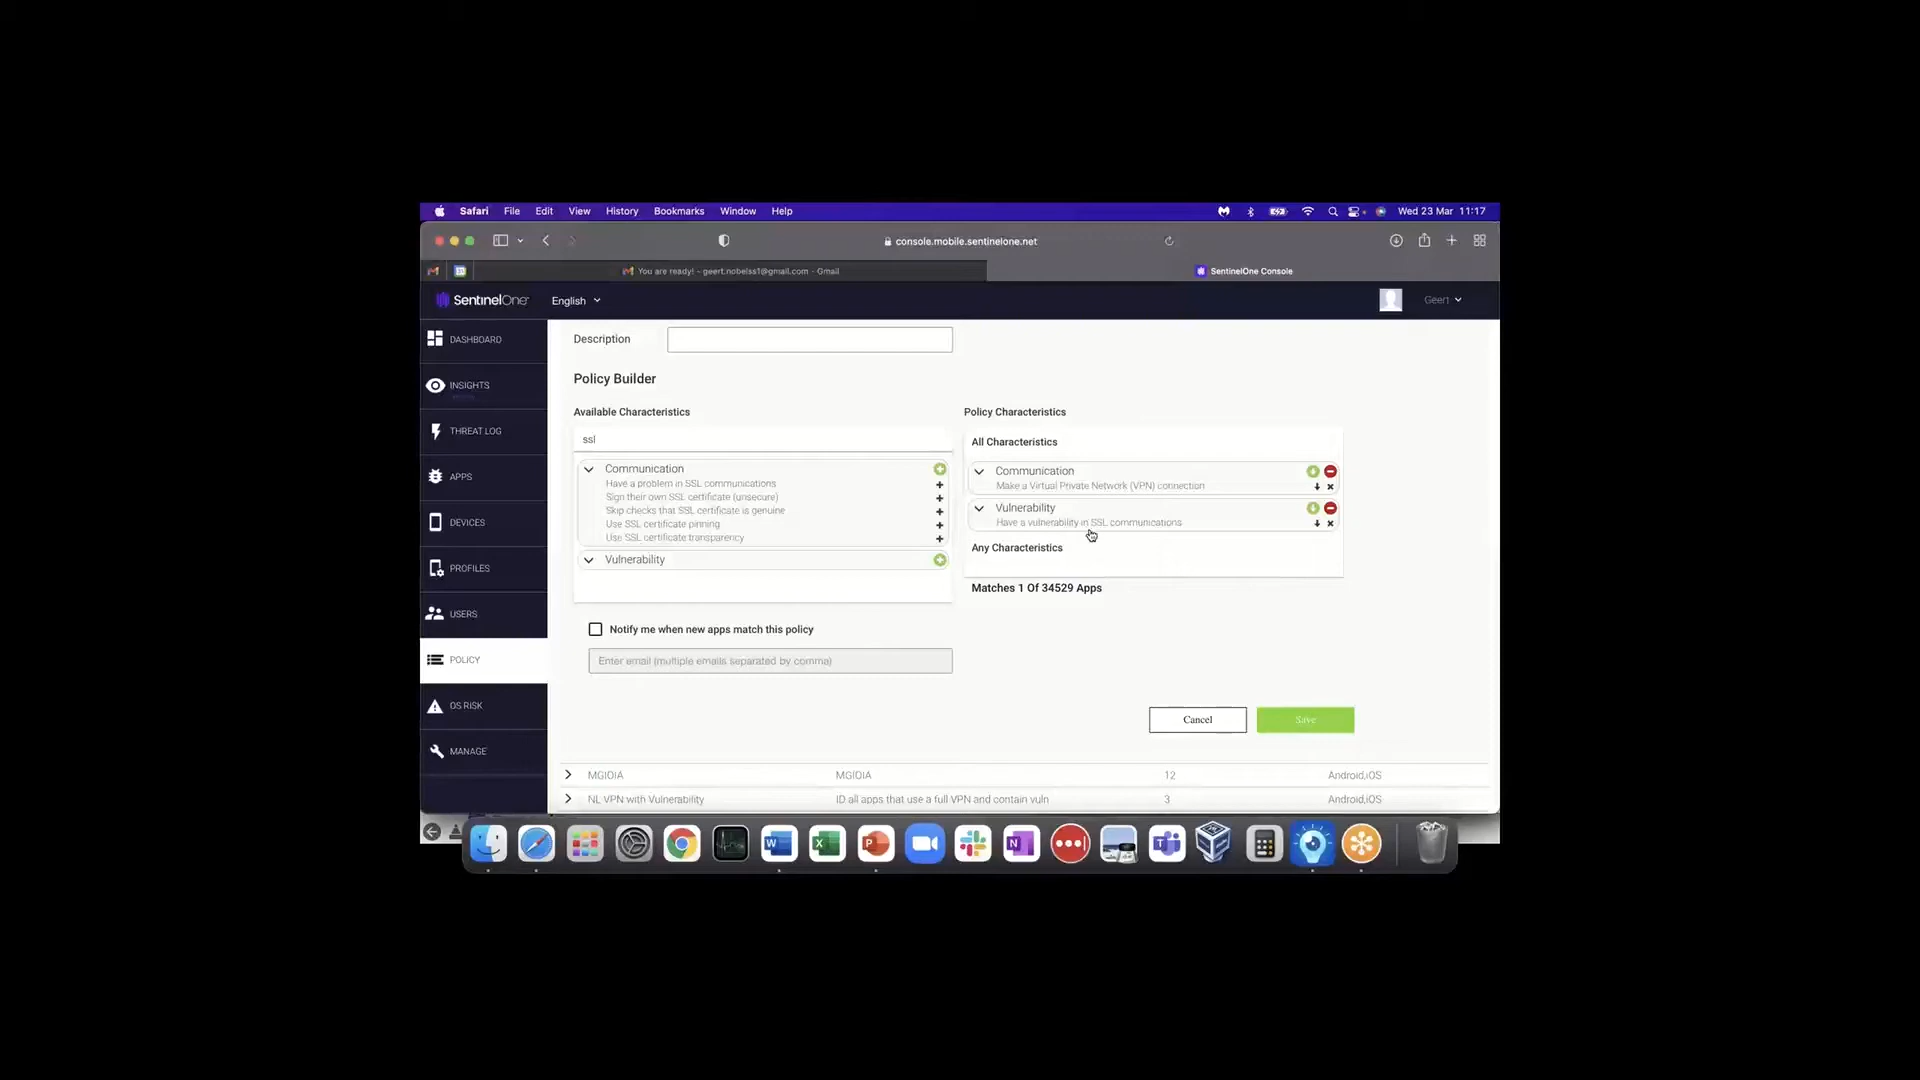 Safari File Edit View History Bookmarks Window Help Wed 23 Mar 11:17
console.mobile.sentinelone.net
You are ready! - geert.nobelss1@gmail.com - Gmail
SentinelOne Console
SentinelOne English Geert
DASHBOARD
INSIGHTS
THREAT LOG
APPS
DEVICES
PROFILES
USERS
POLICY
OS RISK
MANAGE
Description
Policy Builder
Available Characteristics
ssl
Communication
Have a problem in SSL communications
Sign their own SSL certificate (unsecure)
Skip checks that SSL certificate is genuine
Use SSL certificate pinning
Use SSL certificate transparency
Vulnerability
Policy Characteristics
All Characteristics
Communication
Make a Virtual Private Network (VPN) connection
Vulnerability
Have a vulnerability in SSL communications
Any Characteristics
Matches 1 Of 34529 Apps
Notify me when new apps match this policy
Enter email (multiple emails separated by comma)
Cancel Save
MGIOIA MGIOIA 12 Android,iOS
NL VPN with Vulnerability ID all apps that use a full VPN and contain vuln 3 Android,iOS